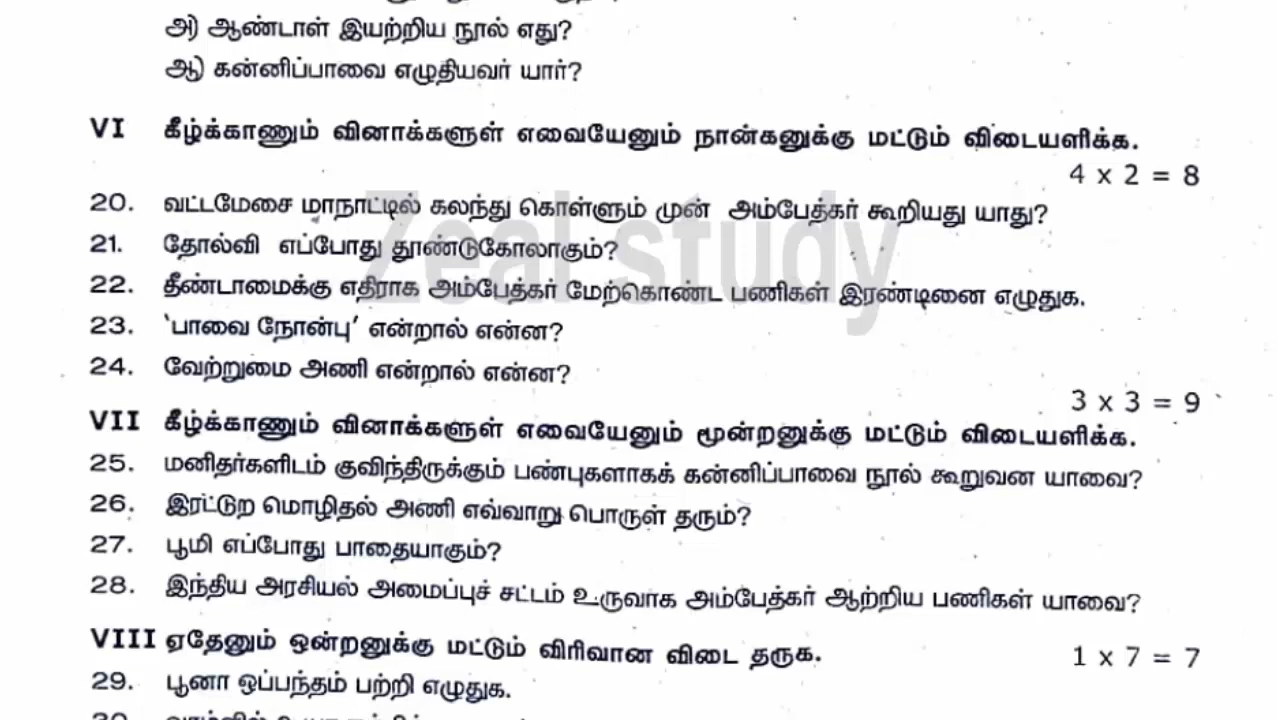 அ) ஆண்டாள் இயற்றிய நூல் எது?
ஆ) கன்னிப்பாவை எழுதியவர் யார்?
VI கீழ்க்காணும் வினாக்களுள் எவையேனும் நான்கனுக்கு மட்டும் விடையளிக்க.
4 x 2 = 8
20. வட்டமேசை மாநாட்டில் கலந்து கொள்ளும் முன் அம்பேத்கர் கூறியது யாது?
21. தோல்வி எப்போது தூண்டுகோலாகும்?
22. தீண்டாமைக்கு எதிராக அம்பேத்கர் மேற்கொண்ட பணிகள் இரண்டினை எழுதுக.
23. 'பாவை நோன்பு' என்றால் என்ன?
24. வேற்றுமை அணி என்றால் என்ன?
3 x 3 = 9
VII கீழ்க்காணும் வினாக்களுள் எவையேனும் மூன்றனுக்கு மட்டும் விடையளிக்க.
25. மனிதர்களிடம் குவிந்திருக்கும் பண்புகளாகக் கன்னிப்பாவை நூல் கூறுவன யாவை?
26. இரட்டுற மொழிதல் அணி எவ்வாறு பொருள் தரும்?
27. பூமி எப்போது பாதையாகும்?
28. இந்திய அரசியல் அமைப்புச் சட்டம் உருவாக அம்பேத்கர் ஆற்றிய பணிகள் யாவை?
VIII ஏதேனும் ஒன்றனுக்கு மட்டும் விரிவான விடை தருக.
1 x 7 = 7
29. பூனா ஒப்பந்தம் பற்றி எழுதுக.
Zeal study